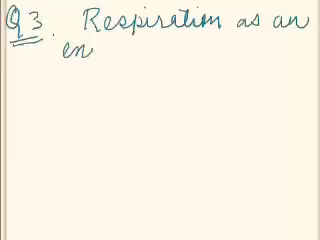 Q3. Respiration as an
en